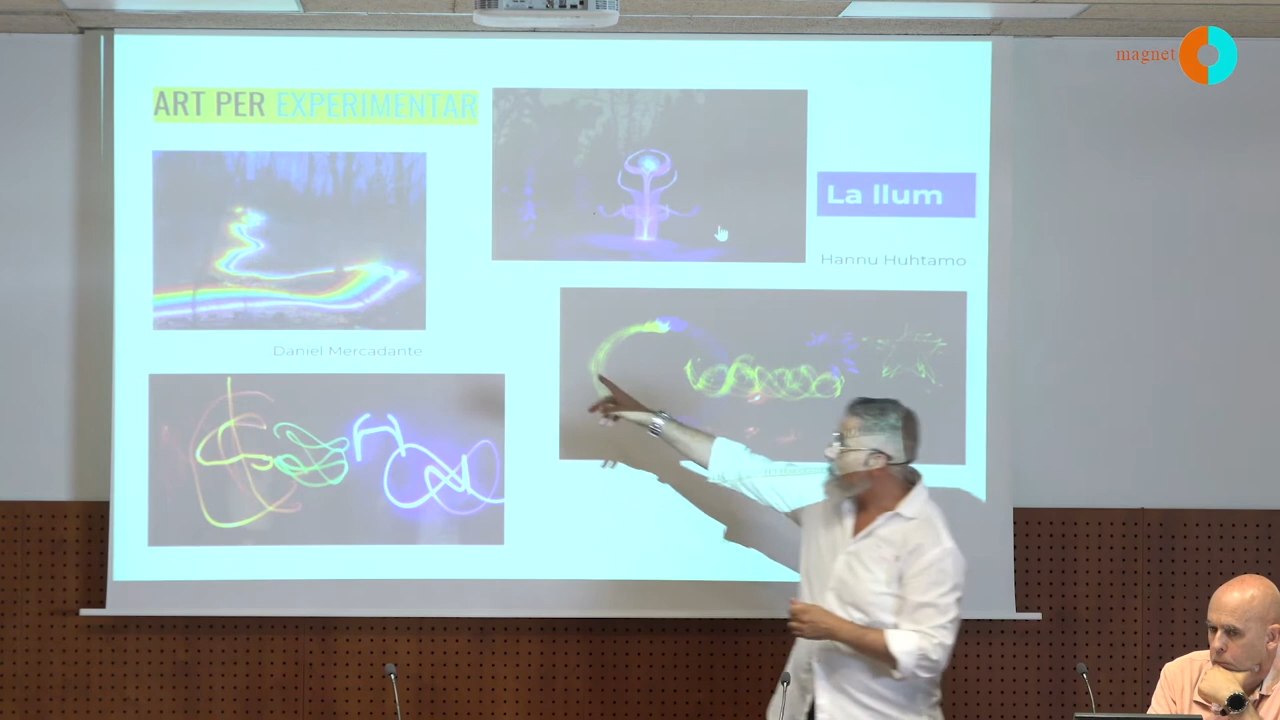 magnet
ART PER EXPERIMENTAR
La llum
Hannu Huhtamo
Daniel Mercadante